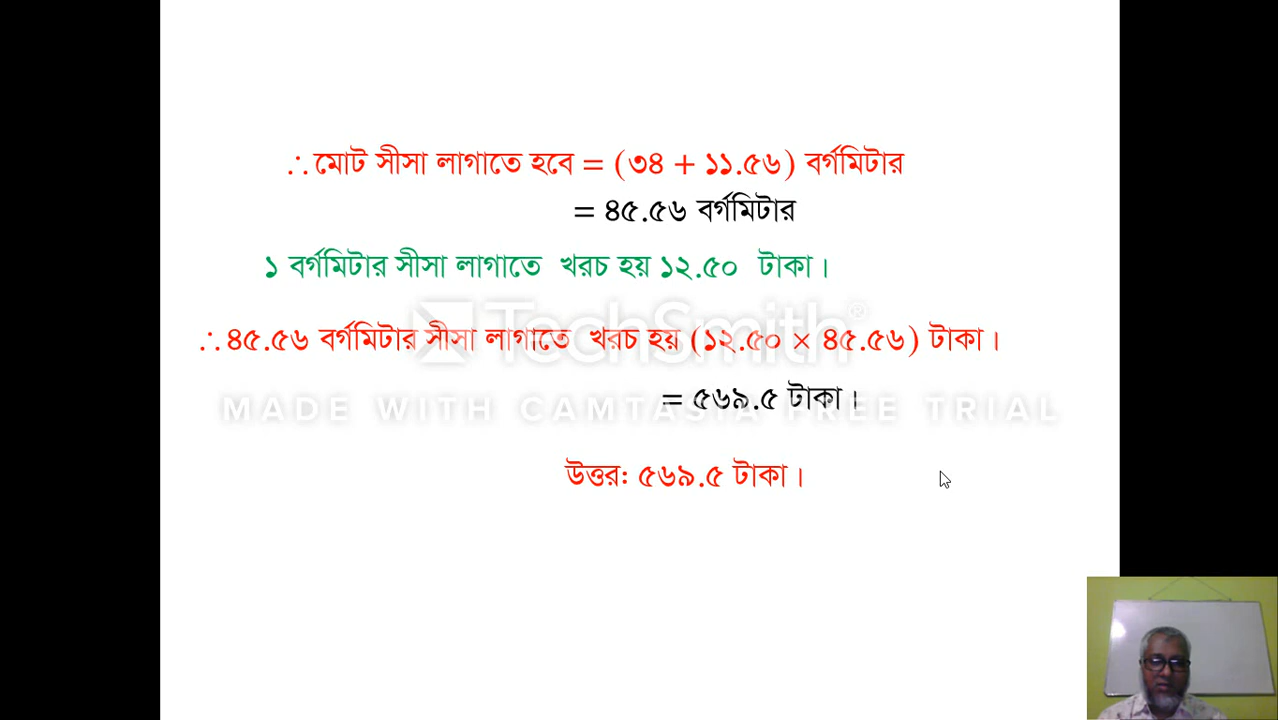 ∴ মোট সীসা লাগাতে হবে = (৩৪ + ১১.৫৬) বর্গমিটার
= ৪৫.৫৬ বর্গমিটার
১ বর্গমিটার সীসা লাগাতে খরচ হয় ১২.৫০ টাকা।
∴ ৪৫.৫৬ বর্গমিটার সীসা লাগাতে খরচ হয় (১২.৫০ × ৪৫.৫৬) টাকা।
TechSmith®
= ৫৬৯.৫ টাকা।
MADE WITH CAMTASIA FREE TRIAL
উত্তরঃ ৫৬৯.৫ টাকা।